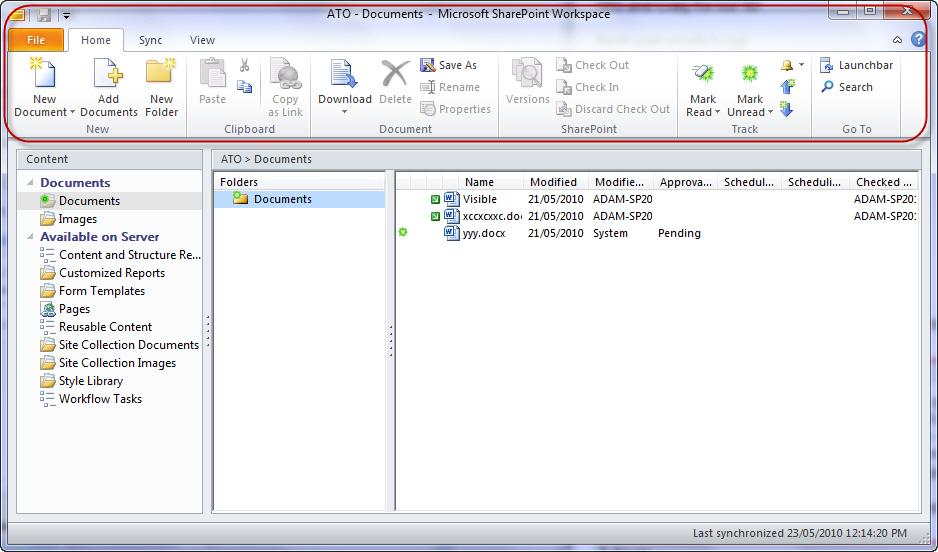 ATO - Documents - Microsoft SharePoint Workspace
File Home Sync View
New Document
Add Documents
New Folder
New
Paste
Copy as Link
Clipboard
Download
Delete
Save As
Rename
Properties
Document
Versions
Check Out
Check In
Discard Check Out
SharePoint
Mark Read
Mark Unread
Track
Launchbar
Search
Go To
Content
Documents
Documents
Images
Available on Server
Content and Structure Re...
Customized Reports
Form Templates
Pages
Reusable Content
Site Collection Documents
Site Collection Images
Style Library
Workflow Tasks
ATO > Documents
Folders
Documents
Name Modified Modifie... Approva... Schedul... Scheduli... Checked ...
Visible 21/05/2010 ADAM-SP20 ADAM-SP201
xccxcxxc.do 21/05/2010 ADAM-SP20 ADAM-SP201
yyy.docx 21/05/2010 System Pending
Last synchronized 23/05/2010 12:14:20 PM